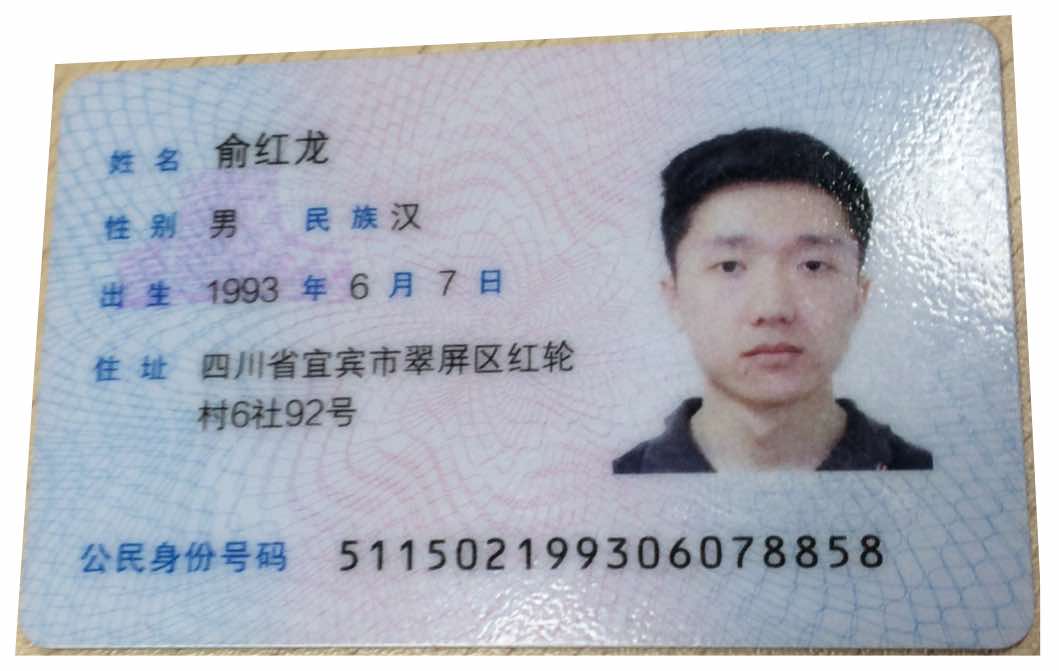 姓名 俞红龙
性别 男 民族 汉
出生 1993 年 6 月 7 日
住址 四川省宜宾市翠屏区红轮
村6社92号
公民身份号码 511502199306078858